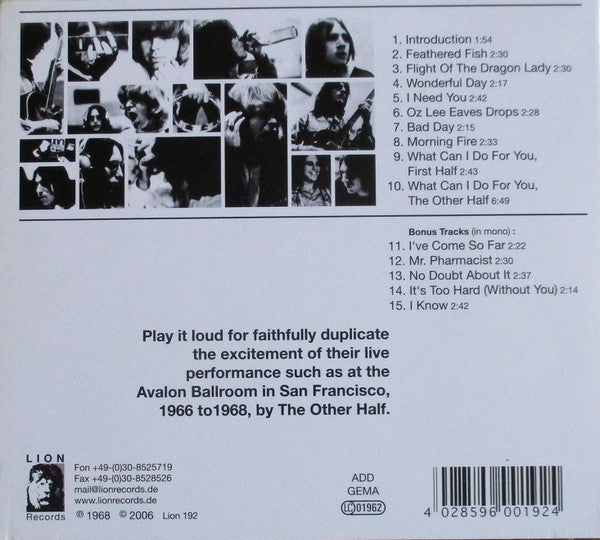 1. Introduction 1:54
2. Feathered Fish 2:30
3. Flight Of The Dragon Lady 2:30
4. Wonderful Day 2:17
5. I Need You 2:42
6. Oz Lee Eaves Drops 2:28
7. Bad Day 2:15
8. Morning Fire 2:33
9. What Can I Do For You,
First Half 2:43
10. What Can I Do For You,
The Other Half 6:49
Bonus Tracks (in mono) :
11. I've Come So Far 2:22
12. Mr. Pharmacist 2:30
13. No Doubt About It 2:37
14. It's Too Hard (Without You) 2:14
15. I Know 2:42
Play it loud for faithfully duplicate
the excitement of their live
performance such as at the
Avalon Ballroom in San Francisco,
1966 to1968, by The Other Half.
LION
Records
Fon +49-(0)30-8525719
Fax +49-(0)30-8528526
mail@lionrecords.de
www.lionrecords.de
℗ 1968 © 2006 Lion 192
ADD
GEMA
LC 01962
4 028596 001924